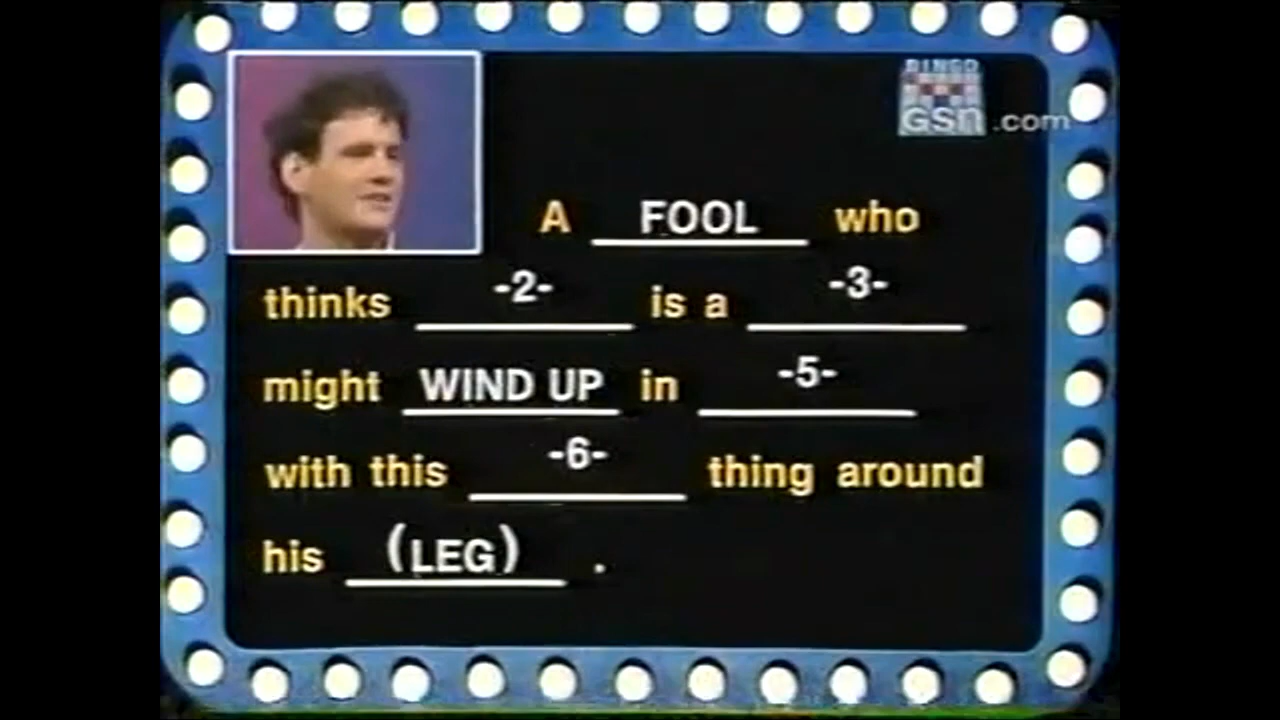 BINGO
GSN.com
A FOOL who
thinks -2- is a -3-
might WIND UP in -5-
with this -6- thing around
his (LEG) .